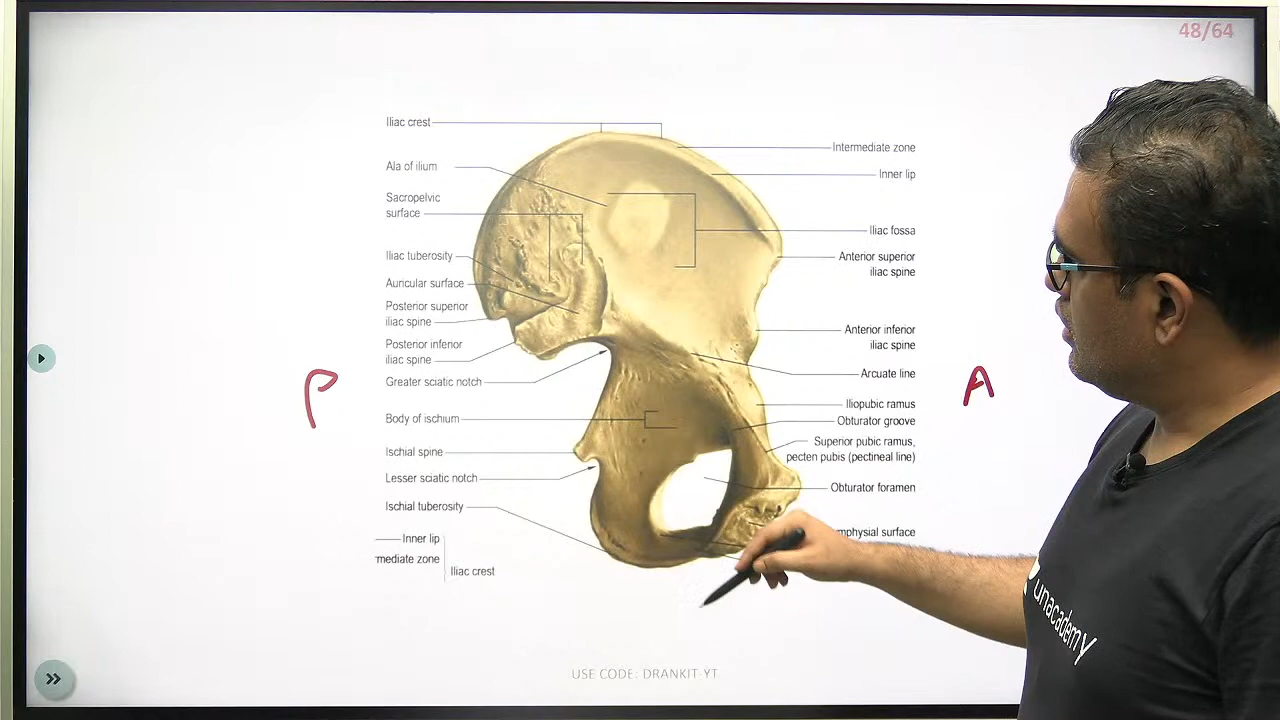 48/64
Iliac crest
Ala of ilium
Sacropelvic
surface
Iliac tuberosity
Auricular surface
Posterior superior
iliac spine
Posterior inferior
iliac spine
Greater sciatic notch
Body of ischium
Ischial spine
Lesser sciatic notch
Ischial tuberosity
Inner lip
mediate zone
Iliac crest
Intermediate zone
Inner lip
Iliac fossa
Anterior superior
iliac spine
Anterior inferior
iliac spine
Arcuate line
Iliopubic ramus
Obturator groove
Superior pubic ramus,
pecten pubis (pectineal line)
Obturator foramen
mphysial surface
P
A
USE CODE: DRANKIT-YT
unacademy